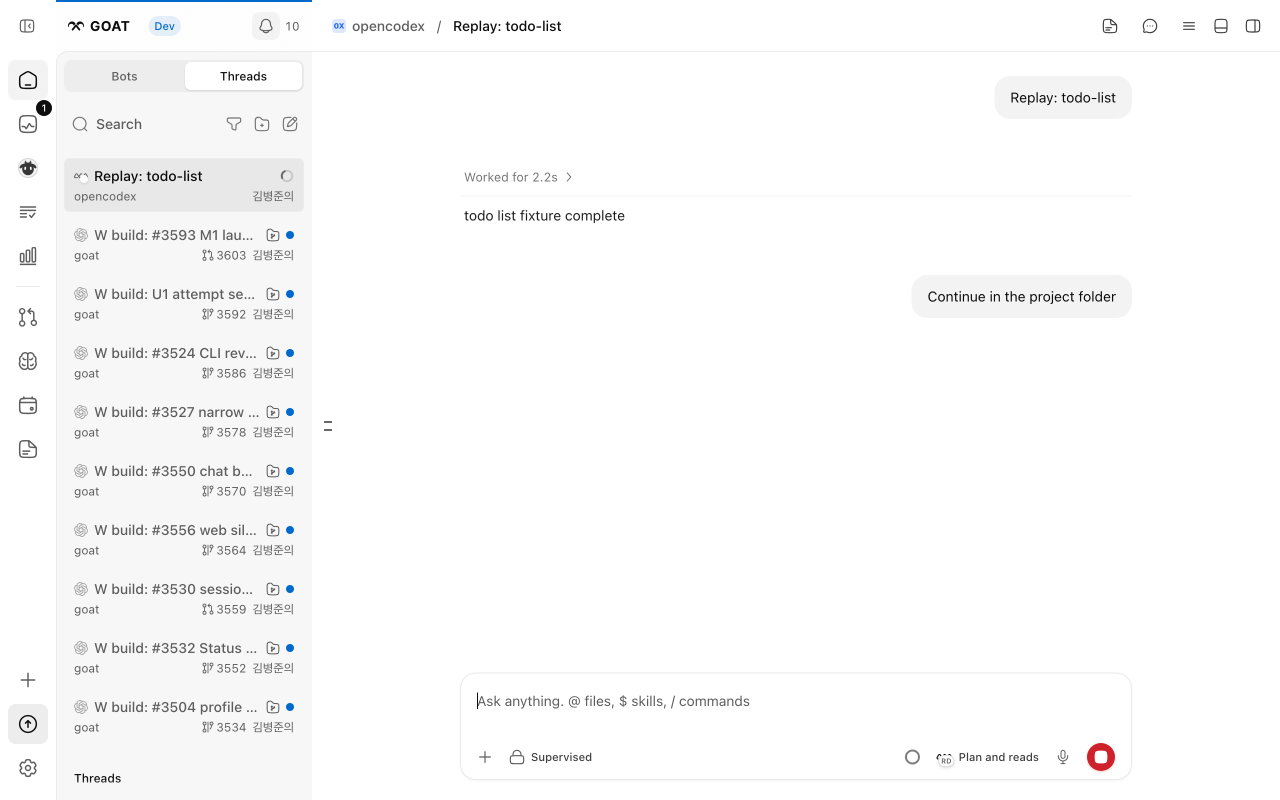 GOAT
Dev
10
ox opencodex / Replay: todo-list
1
Bots
Threads
Search
Replay: todo-list
opencodex 김병준의
W build: #3593 M1 lau...
goat 3603 김병준의
W build: U1 attempt se...
goat 3592 김병준의
W build: #3524 CLI rev...
goat 3586 김병준의
W build: #3527 narrow ...
goat 3578 김병준의
W build: #3550 chat b...
goat 3570 김병준의
W build: #3556 web sil...
goat 3564 김병준의
W build: #3530 sessio...
goat 3559 김병준의
W build: #3532 Status ...
goat 3552 김병준의
W build: #3504 profile ...
goat 3534 김병준의
Threads
Replay: todo-list
Worked for 2.2s
todo list fixture complete
Continue in the project folder
Ask anything. @ files, $ skills, / commands
Supervised
RD
Plan and reads